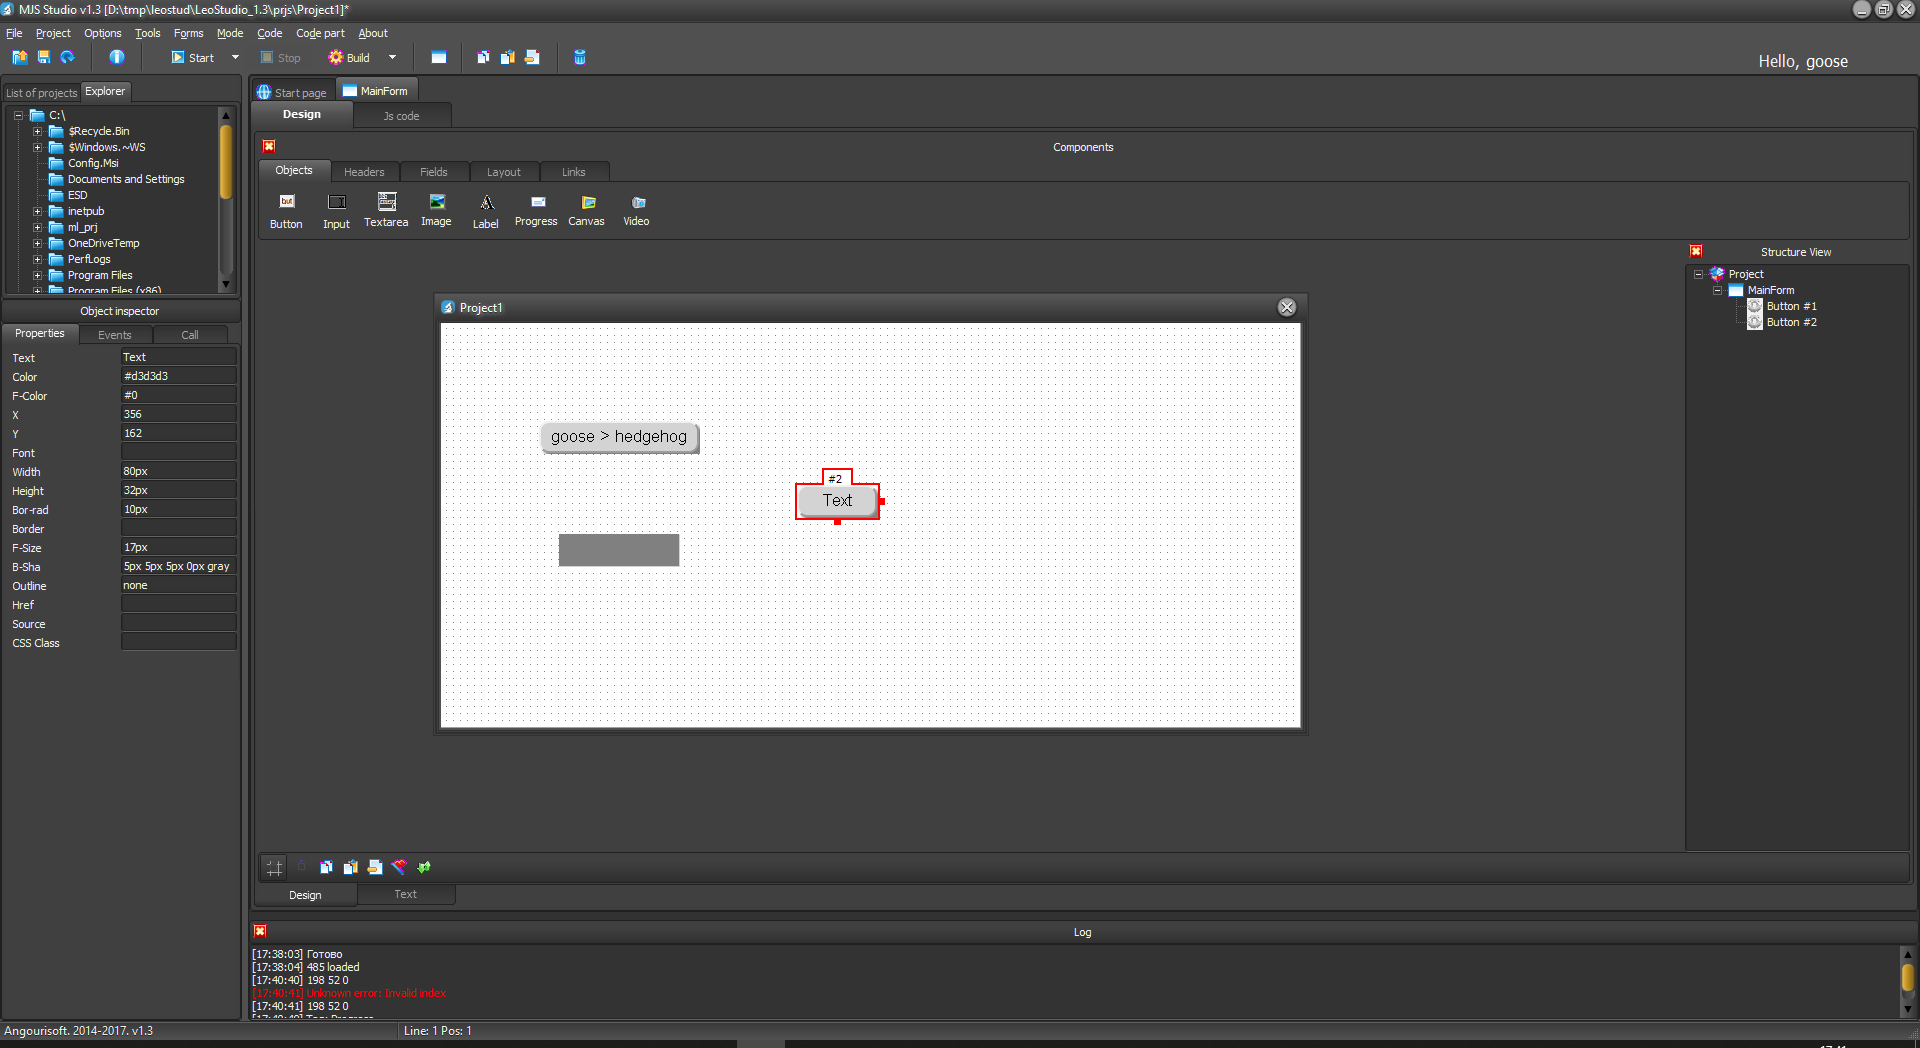 MJS Studio v1.3 [D:\tmp\leostud\LeoStudio_1.3\prjs\Project1]*
File Project Options Tools Forms Mode Code Code part About
Start Stop Build
Hello, goose
List of projects Explorer
C:\
$Recycle.Bin
$Windows.~WS
Config.Msi
Documents and Settings
ESD
inetpub
ml_prj
OneDriveTemp
PerfLogs
Program Files
Program Files (x86)
Object inspector
Properties Events Call
Text Text
Color #d3d3d3
F-Color #0
X 356
Y 162
Font
Width 80px
Height 32px
Bor-rad 10px
Border
F-Size 17px
B-Sha 5px 5px 5px 0px gray
Outline none
Href
Source
CSS Class
Start page MainForm
Design Js code
Components
Objects Headers Fields Layout Links
but
Button Input Textarea Image Label Progress Canvas Video
Project1
goose > hedgehog
#2
Text
Structure View
Project
MainForm
Button #1
Button #2
Design Text
Log
[17:38:03] Готово
[17:38:04] 485 loaded
[17:40:40] 198 52 0
[17:40:41] Unknown error: Invalid index
[17:40:41] 198 52 0
Angourisoft. 2014-2017. v1.3
Line: 1 Pos: 1